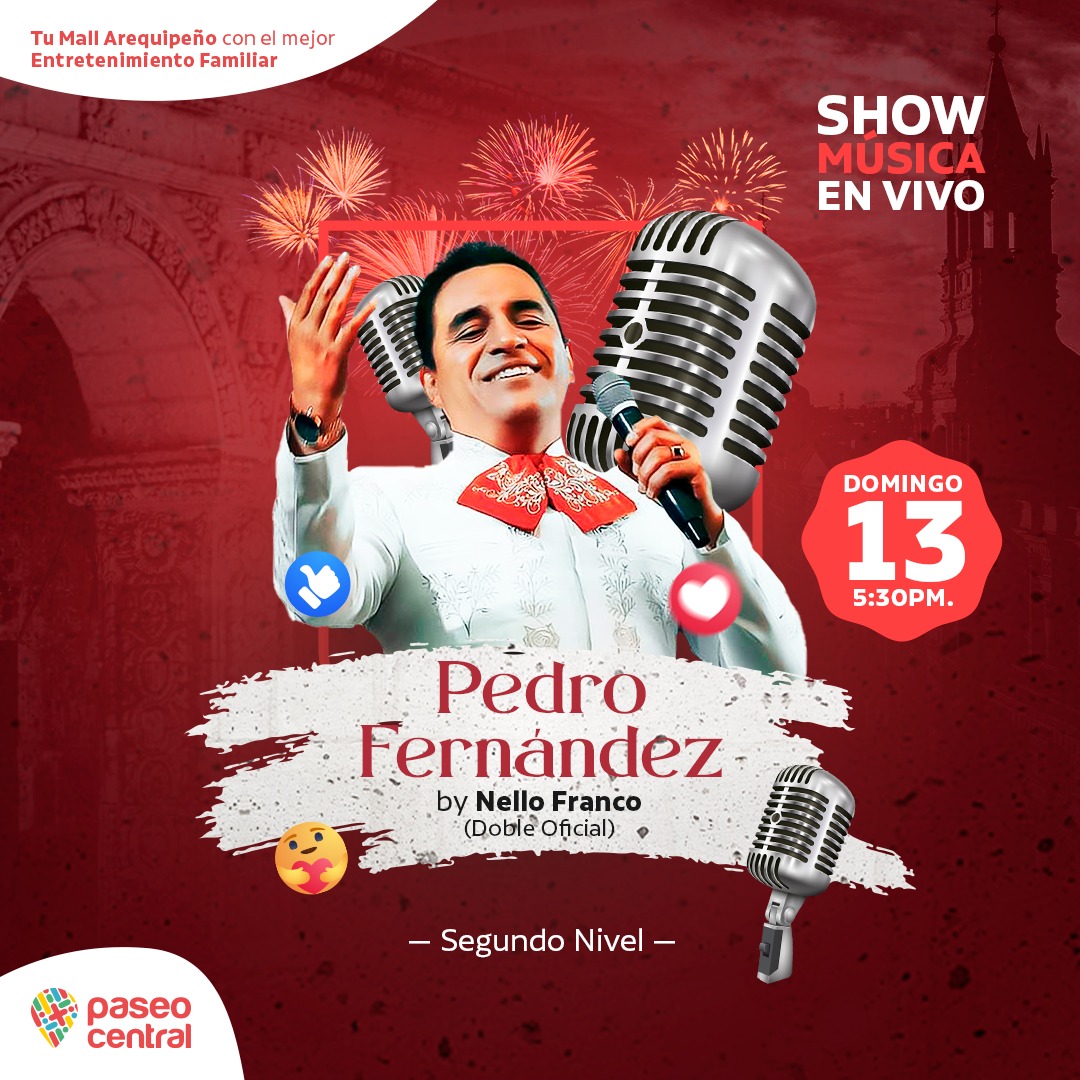 Tu Mall Arequipeño con el mejor
Entretenimiento Familiar
SHOW
MÚSICA
EN VIVO
DOMINGO
13
5:30PM.
Pedro
Fernández
by Nello Franco
(Doble Oficial)
— Segundo Nivel —
paseo
central